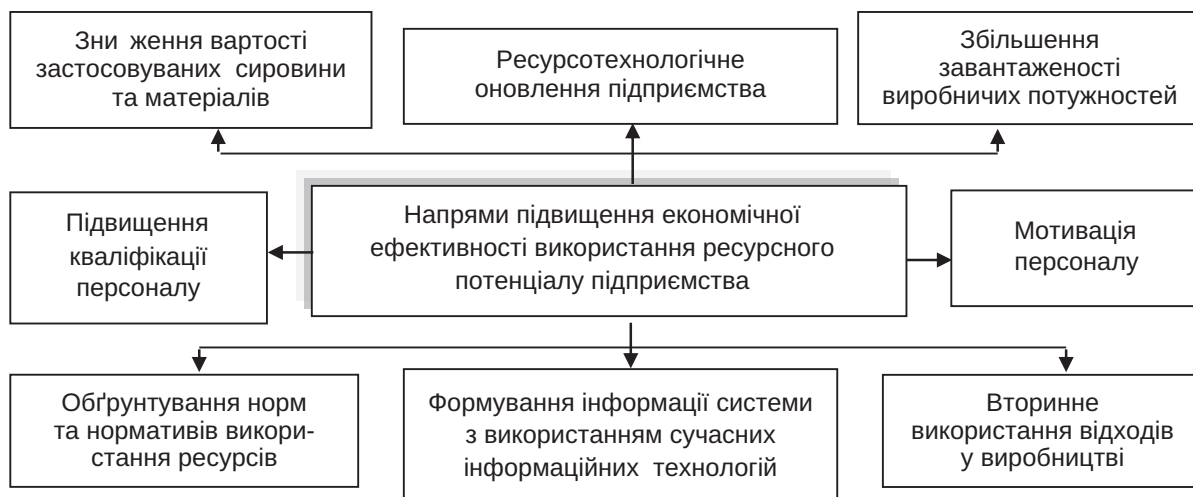 Зни ження вартості
застосовуваних сировини
та матеріалів
Ресурсотехнологічне
оновлення підприємства
Збільшення
завантаженості
виробничих потужностей
Підвищення
кваліфікації
персоналу
Напрями підвищення економічної
ефективності використання ресурсного
потенціалу підприємства
Мотивація
персоналу
Обґрунтування норм
та нормативів викори-
стання ресурсів
Формування інформації системи
з використанням сучасних
інформаційних технологій
Вторинне
використання відходів
у виробництві